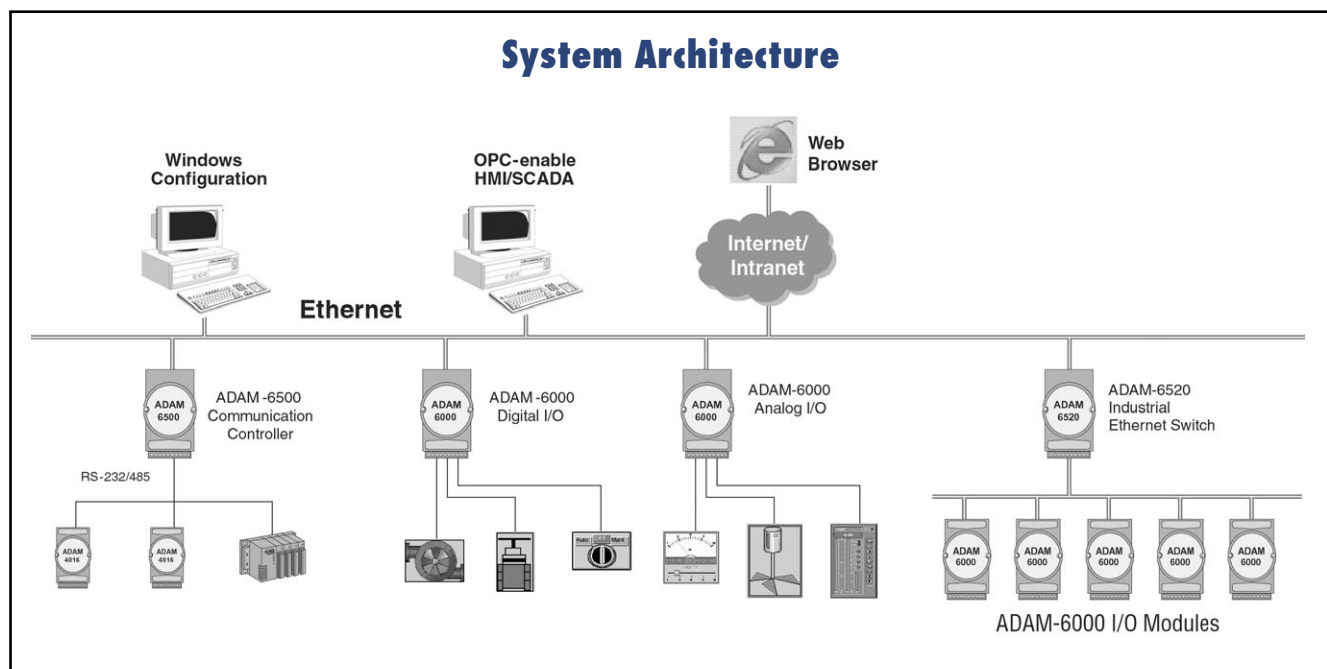 System Architecture
Windows
Configuration
OPC-enable
HMI/SCADA
Web
Browser
Internet/
Intranet
Ethernet
ADAM
6500
ADAM-6500
Communication
Controller
ADAM
6000
ADAM-6000
Digital I/O
ADAM
6000
ADAM-6000
Analog I/O
ADAM
6520
ADAM-6520
Industrial
Ethernet Switch
RS-232/485
ADAM
4016
ADAM
4016
Auto
ADAM
6000
ADAM
6000
ADAM
6000
ADAM
6000
ADAM
6000
ADAM-6000 I/O Modules